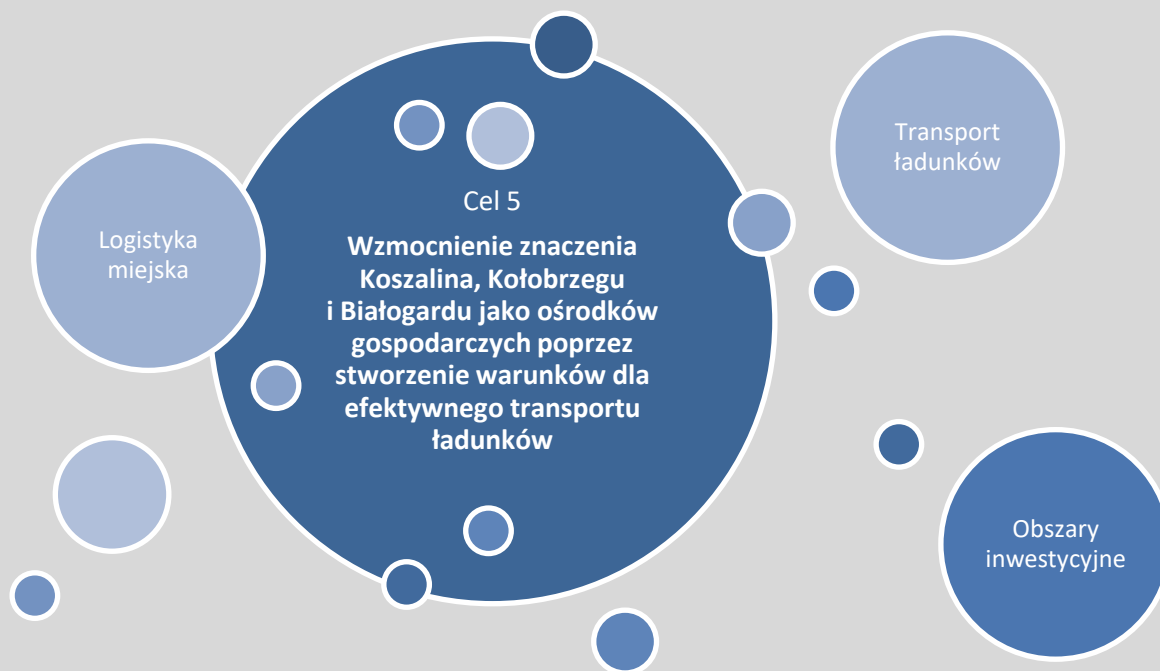 Cel 5
Wzmocnienie znaczenia
Koszalina, Kołobrzegu
i Białogardu jako ośrodków
gospodarczych poprzez
stworzenie warunków dla
efektywnego transportu
ładunków
Logistyka
miejska
Transport
ładunków
Obszary
inwestycyjne